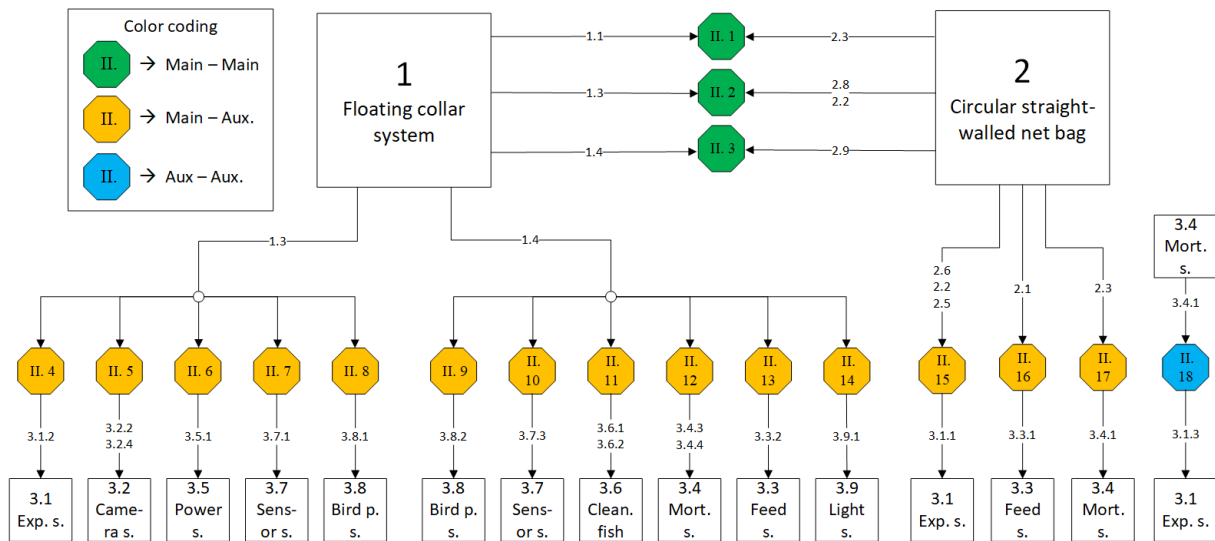 Color coding
II. → Main – Main
II. → Main – Aux.
II. → Aux – Aux.
1
Floating collar
system
2
Circular straight-
walled net bag
1.1
II. 1
2.3
1.3
II. 2
2.8
2.2
1.4
II. 3
2.9
1.3
1.4
2.6
2.2
2.5
2.1
2.3
3.4
Mort.
s.
3.4.1
II. 4
II. 5
II. 6
II. 7
II. 8
II. 9
II.
10
II.
11
II.
12
II.
13
II.
14
II.
15
II.
16
II.
17
II.
18
3.1.2
3.2.2
3.2.4
3.5.1
3.7.1
3.8.1
3.8.2
3.7.3
3.6.1
3.6.2
3.4.3
3.4.4
3.3.2
3.9.1
3.1.1
3.3.1
3.4.1
3.1.3
3.1
Exp. s.
3.2
Came-
ra s.
3.5
Power
s.
3.7
Sens-
or s.
3.8
Bird p.
s.
3.8
Bird p.
s.
3.7
Sens-
or s.
3.6
Clean.
fish
3.4
Mort.
s.
3.3
Feed
s.
3.9
Light
s.
3.1
Exp. s.
3.3
Feed
s.
3.4
Mort.
s.
3.1
Exp. s.